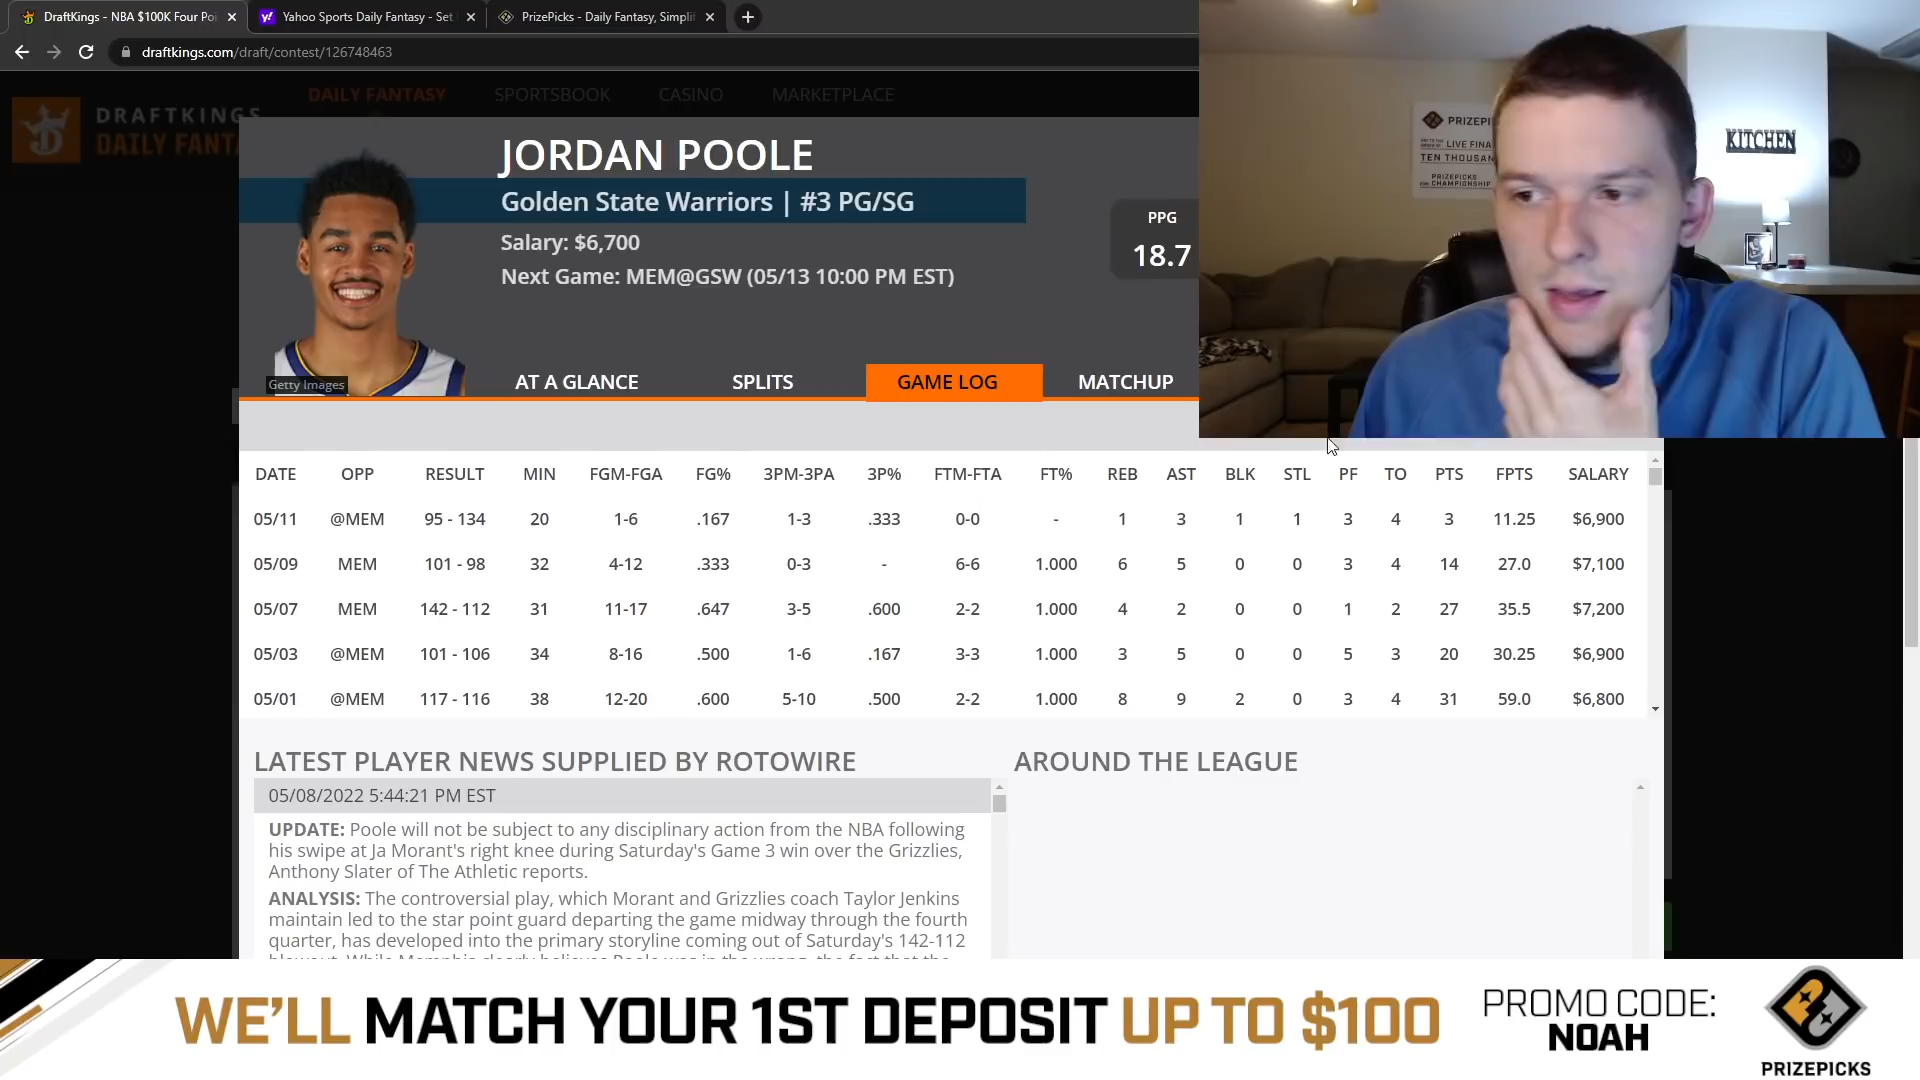 DraftKings - NBA $100K Four Poi
Yahoo Sports Daily Fantasy - Set
PrizePicks - Daily Fantasy, Simplif
draftkings.com/draft/contest/126748463
DRAFTKINGS
DAILY FANTA
DAILY FANTASY SPORTSBOOK CASINO MARKETPLACE
JORDAN POOLE
Golden State Warriors | #3 PG/SG
Salary: $6,700
Next Game: MEM@GSW (05/13 10:00 PM EST)
PPG
18.7
Getty Images
AT A GLANCE SPLITS GAME LOG MATCHUP
PRIZEPI
LIVE FINA
TEN THOUSAN
PRIZEPICKS
CHAMPIONSHIP
KITCHEN
DATE OPP RESULT MIN FGM-FGA FG% 3PM-3PA 3P% FTM-FTA FT% REB AST BLK STL PF TO PTS FPTS SALARY
05/11 @MEM 95 - 134 20 1-6 .167 1-3 .333 0-0 - 1 3 1 1 3 4 3 11.25 $6,900
05/09 MEM 101 - 98 32 4-12 .333 0-3 - 6-6 1.000 6 5 0 0 3 4 14 27.0 $7,100
05/07 MEM 142 - 112 31 11-17 .647 3-5 .600 2-2 1.000 4 2 0 0 1 2 27 35.5 $7,200
05/03 @MEM 101 - 106 34 8-16 .500 1-6 .167 3-3 1.000 3 5 0 0 5 3 20 30.25 $6,900
05/01 @MEM 117 - 116 38 12-20 .600 5-10 .500 2-2 1.000 8 9 2 0 3 4 31 59.0 $6,800
LATEST PLAYER NEWS SUPPLIED BY ROTOWIRE
05/08/2022 5:44:21 PM EST
UPDATE: Poole will not be subject to any disciplinary action from the NBA following
his swipe at Ja Morant's right knee during Saturday's Game 3 win over the Grizzlies,
Anthony Slater of The Athletic reports.
ANALYSIS: The controversial play, which Morant and Grizzlies coach Taylor Jenkins
maintain led to the star point guard departing the game midway through the fourth
quarter, has developed into the primary storyline coming out of Saturday's 142-112
AROUND THE LEAGUE
WE'LL MATCH YOUR 1ST DEPOSIT UP TO $100
PROMO CODE:
NOAH
PRIZEPICKS